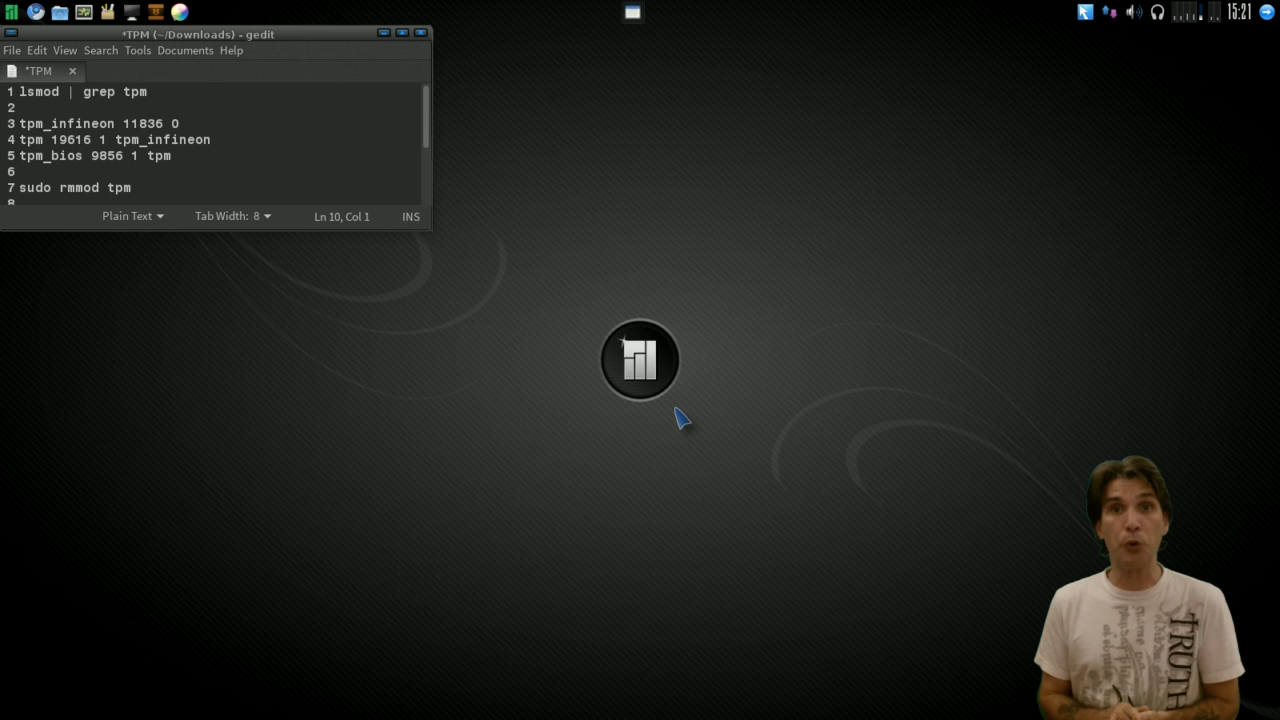 15:21
*TPM (~/Downloads) - gedit
File Edit View Search Tools Documents Help
*TPM
1 lsmod | grep tpm
2
3 tpm_infineon 11836 0
4 tpm 19616 1 tpm_infineon
5 tpm_bios 9856 1 tpm
6
7 sudo rmmod tpm
8
Plain Text Tab Width: 8 Ln 10, Col 1 INS
TRUTH